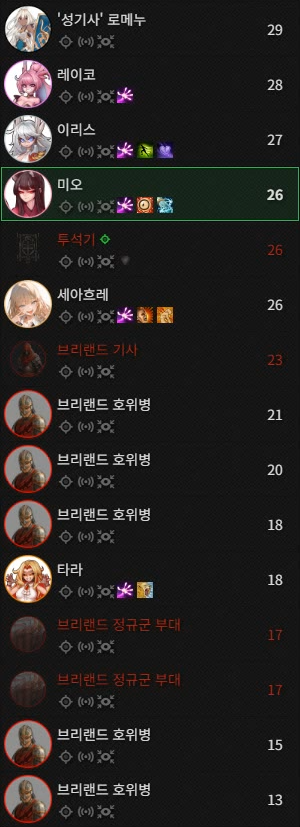 '성기사' 로메누
29
레이코
28
이리스
27
미오
26
투석기
26
세아흐레
26
브리랜드 기사
23
브리랜드 호위병
21
브리랜드 호위병
20
브리랜드 호위병
18
타라
18
브리랜드 정규군 부대
17
브리랜드 정규군 부대
17
브리랜드 호위병
15
브리랜드 호위병
13